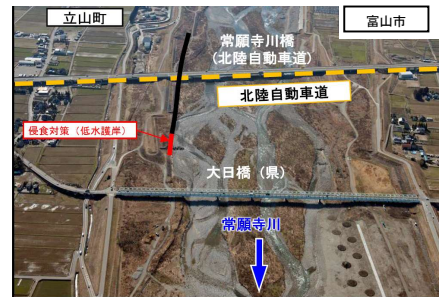 立山町
富山市
常願寺川橋
(北陸自動車道)
北陸自動車道
侵食対策(低水護岸)
大日橋(県)
常願寺川